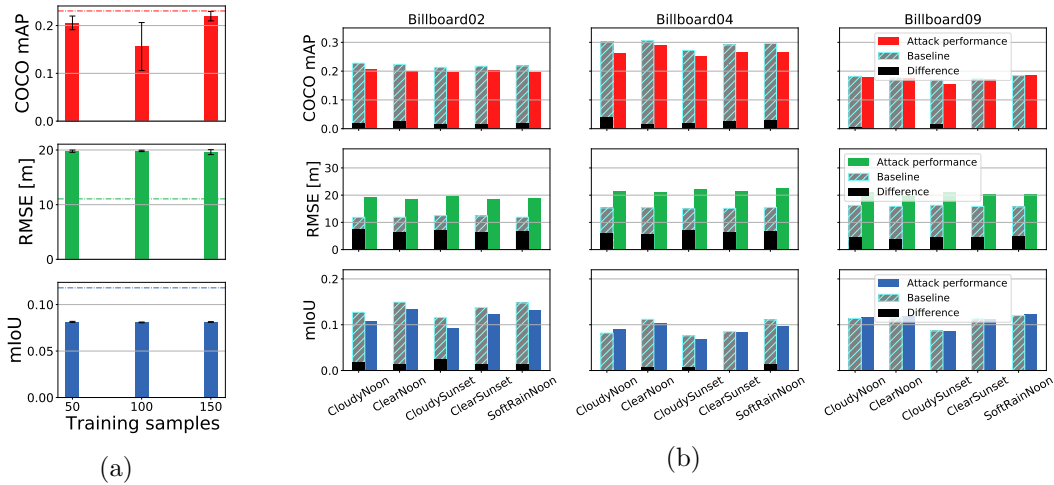 Billboard02 Billboard04 Billboard09
COCO mAP
0.2
0.1
0.0
COCO mAP
0.3
0.2
0.1
0.0
Attack performance
Baseline
Difference
RMSE [m]
20
10
0
RMSE [m]
30
20
10
0
Attack performance
Baseline
Difference
mIoU
0.10
0.05
0.00
50 100 150
Training samples
mIoU
0.2
0.1
0.0
Attack performance
Baseline
Difference
CloudyNoon ClearNoon CloudySunset ClearSunset SoftRainNoon
CloudyNoon ClearNoon CloudySunset ClearSunset SoftRainNoon
CloudyNoon ClearNoon CloudySunset ClearSunset SoftRainNoon
(a)
(b)